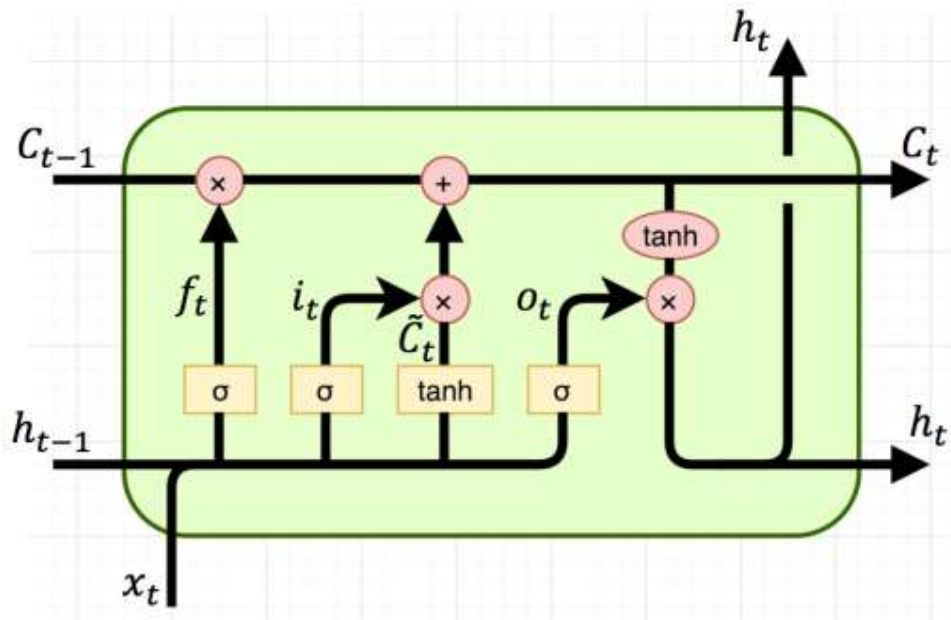 h_t
C_{t-1}
C_t
×
+
tanh
f_t
i_t
×
o_t
×
C̃_t
σ
σ
tanh
σ
h_{t-1}
h_t
x_t